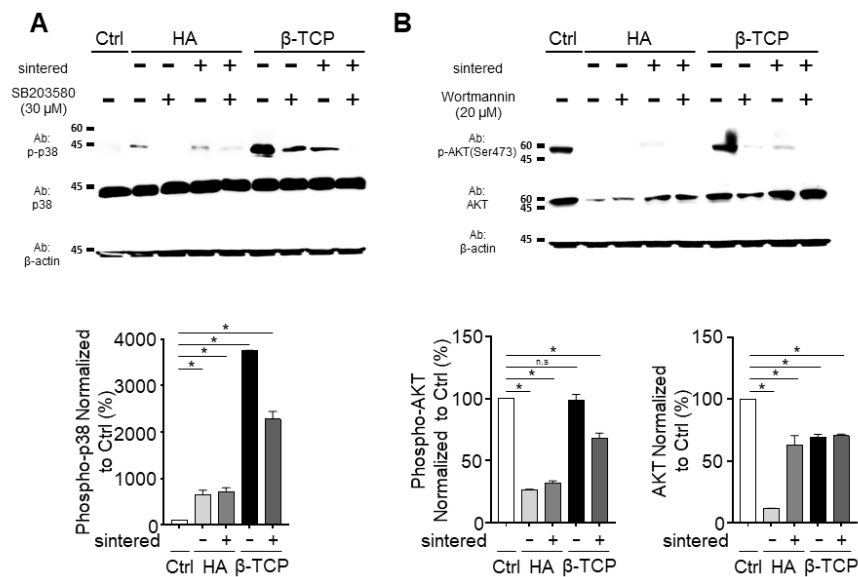 A
Ctrl HA β-TCP
sintered - + + - - + +
SB203580
(30 µM)
- - + - + - + - +
Ab:
p-p38
60
45
Ab:
p38
45
Ab:
β-actin
45
Phospho-p38 Normalized
to Ctrl (%)
4000
3000
2000
1000
0
* * * *
sintered - + - +
Ctrl HA β-TCP
B
Ctrl HA β-TCP
sintered - - + + - - + +
Wortmannin
(20 µM)
- - + - + - + - +
Ab:
p-AKT(Ser473)
60
45
Ab:
AKT
60
45
Ab:
β-actin
45
Phospho-AKT
Normalized to Ctrl (%)
150
100
50
0
*
n.s
*
*
sintered - + - +
Ctrl HA β-TCP
AKT Normalized
to Ctrl (%)
150
100
50
0
*
*
*
*
sintered - + - +
Ctrl HA β-TCP